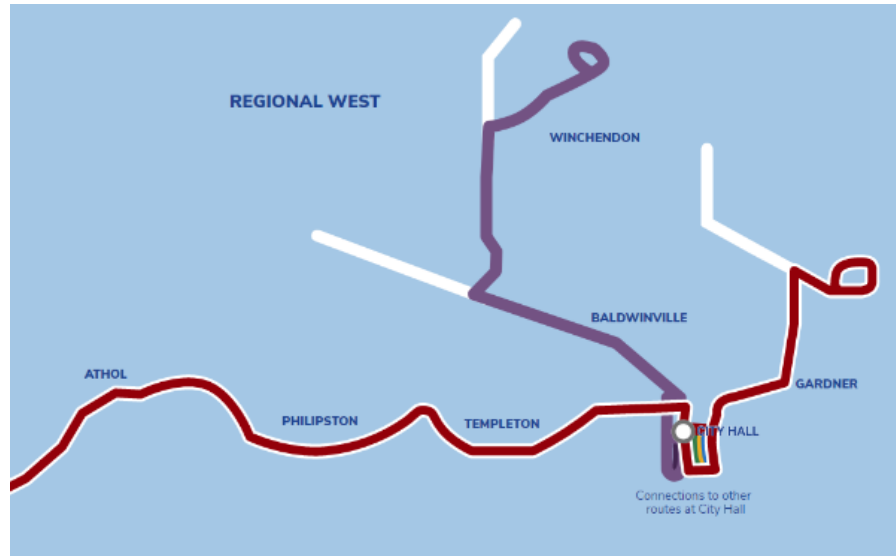 REGIONAL WEST
WINCHENDON
BALDWINVILLE
ATHOL
GARDNER
PHILIPSTON
TEMPLETON
CITY HALL
Connections to other
routes at City Hall